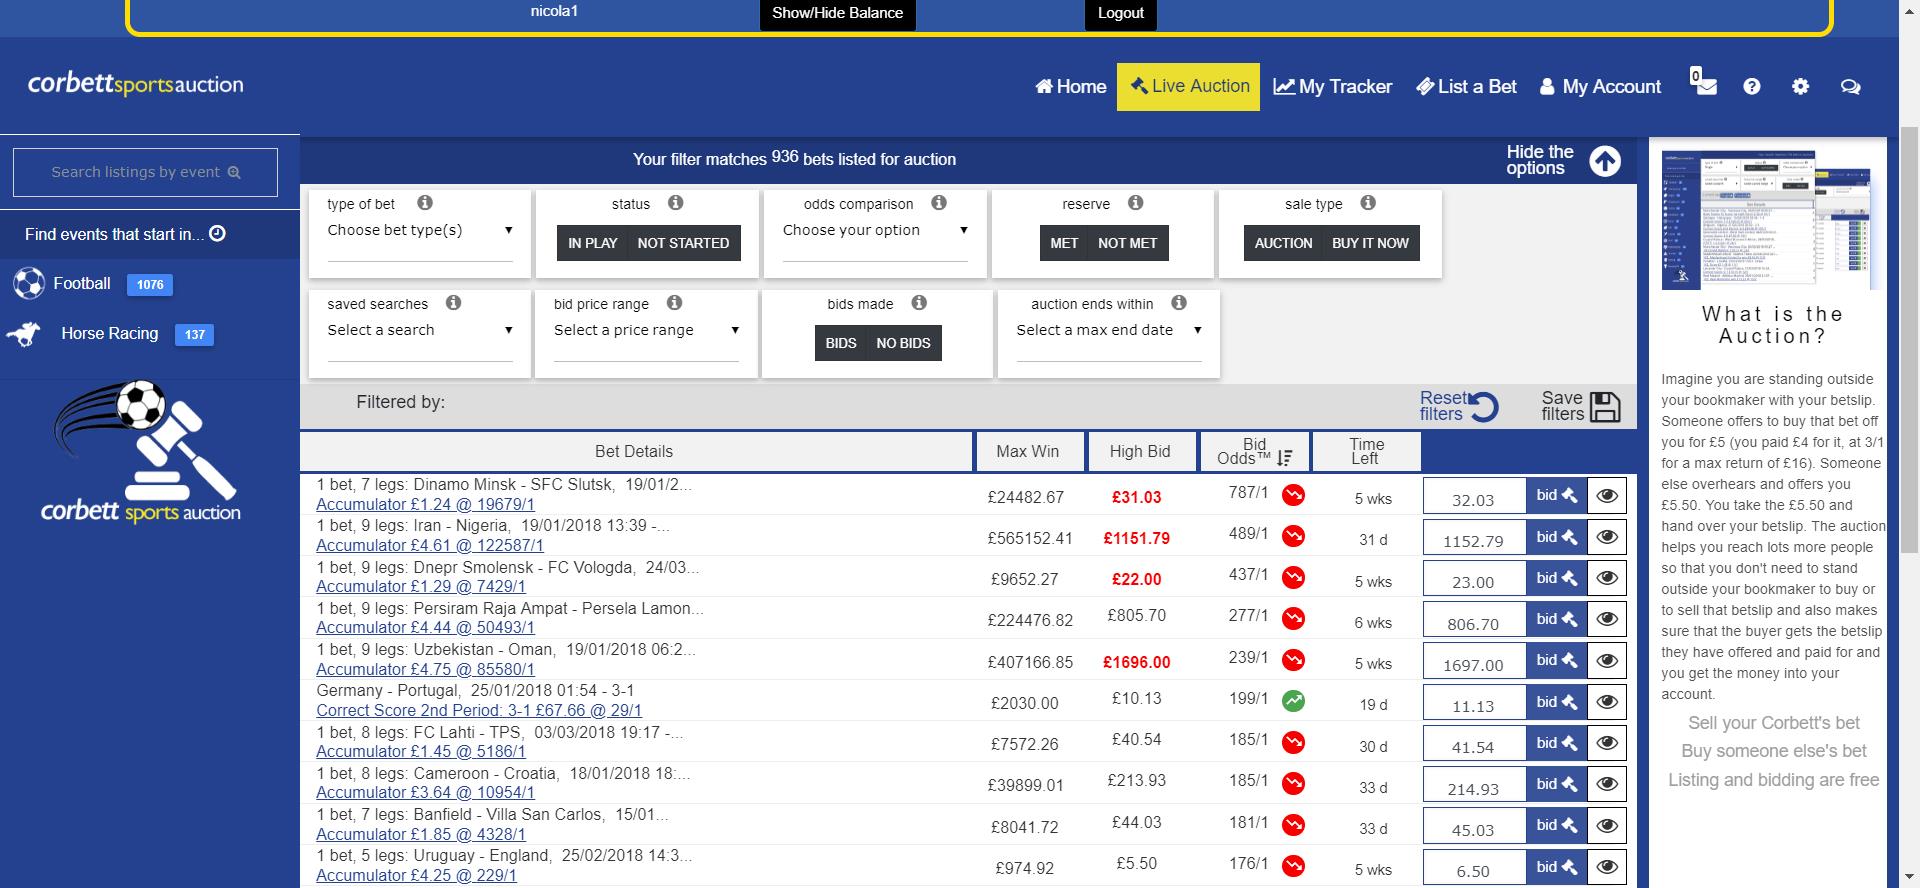 nicola1
Show/Hide Balance
Logout
corbettsportsauction
Home
Live Auction
My Tracker
List a Bet
My Account
0
Search listings by event
Find events that start in...
Football 1076
Horse Racing 137
corbett sports auction
Your filter matches 936 bets listed for auction
Hide the
options
type of bet
Choose bet type(s)
status
IN PLAY NOT STARTED
odds comparison
Choose your option
reserve
MET NOT MET
sale type
AUCTION BUY IT NOW
saved searches
Select a search
bid price range
Select a price range
bids made
BIDS NO BIDS
auction ends within
Select a max end date
Filtered by:
Reset
filters
Save
filters
Bet Details
Max Win
High Bid
Bid
Odds™
Time
Left
1 bet, 7 legs: Dinamo Minsk - SFC Slutsk, 19/01/2...
Accumulator £1.24 @ 19679/1
£24482.67 £31.03 787/1 5 wks 32.03 bid
1 bet, 9 legs: Iran - Nigeria, 19/01/2018 13:39 -...
Accumulator £4.61 @ 122587/1
£565152.41 £1151.79 489/1 31 d 1152.79 bid
1 bet, 9 legs: Dnepr Smolensk - FC Vologda, 24/03...
Accumulator £1.29 @ 7429/1
£9652.27 £22.00 437/1 5 wks 23.00 bid
1 bet, 9 legs: Persiram Raja Ampat - Persela Lamon...
Accumulator £4.44 @ 50493/1
£224476.82 £805.70 277/1 6 wks 806.70 bid
1 bet, 9 legs: Uzbekistan - Oman, 19/01/2018 06:2...
Accumulator £4.75 @ 85580/1
£407166.85 £1696.00 239/1 5 wks 1697.00 bid
Germany - Portugal, 25/01/2018 01:54 - 3-1
Correct Score 2nd Period: 3-1 £67.66 @ 29/1
£2030.00 £10.13 199/1 19 d 11.13 bid
1 bet, 8 legs: FC Lahti - TPS, 03/03/2018 19:17 -...
Accumulator £1.45 @ 5186/1
£7572.26 £40.54 185/1 30 d 41.54 bid
1 bet, 8 legs: Cameroon - Croatia, 18/01/2018 18:...
Accumulator £3.64 @ 10954/1
£39899.01 £213.93 185/1 33 d 214.93 bid
1 bet, 7 legs: Banfield - Villa San Carlos, 15/01...
Accumulator £1.85 @ 4328/1
£8041.72 £44.03 181/1 33 d 45.03 bid
1 bet, 5 legs: Uruguay - England, 25/02/2018 14:3...
Accumulator £4.25 @ 229/1
£974.92 £5.50 176/1 5 wks 6.50 bid
What is the
Auction?
Imagine you are standing outside
your bookmaker with your betslip.
Someone offers to buy that bet off
you for £5 (you paid £4 for it, at 3/1
for a max return of £16). Someone
else overhears and offers you
£5.50. You take the £5.50 and
hand over your betslip. The auction
helps you reach lots more people
so that you don't need to stand
outside your bookmaker to buy or
to sell that betslip and also makes
sure that the buyer gets the betslip
they have offered and paid for and
you get the money into your
account.
Sell your Corbett's bet
Buy someone else's bet
Listing and bidding are free